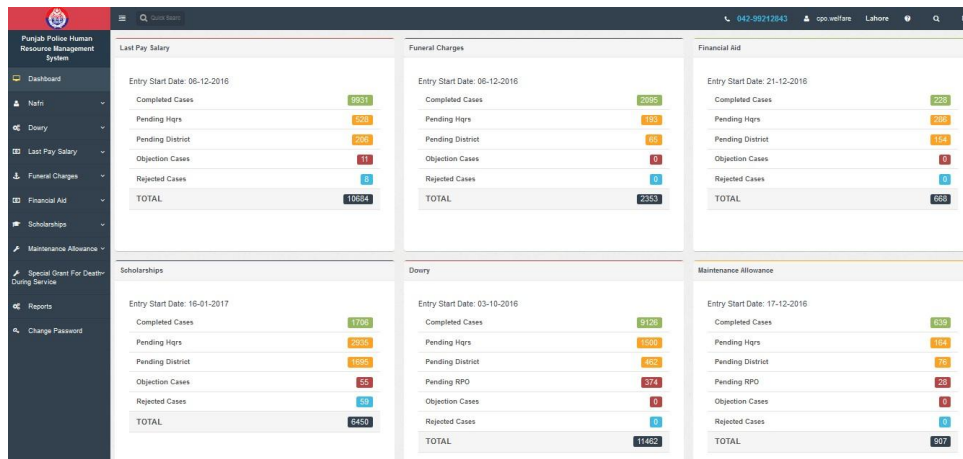 Quick Searc
042-99212643
cpo.welfare
Lahore
Punjab Police Human
Resource Management
System
Dashboard
Nafri
Dowry
Last Pay Salary
Funeral Charges
Financial Aid
Scholarships
Maintenance Allowance
Special Grant For Death
During Service
Reports
Change Password
Last Pay Salary
Entry Start Date: 06-12-2016
Completed Cases 9931
Pending Hqrs 528
Pending District 206
Objection Cases 11
Rejected Cases 8
TOTAL 10684
Funeral Charges
Entry Start Date: 06-12-2016
Completed Cases 2095
Pending Hqrs 193
Pending District 65
Objection Cases 0
Rejected Cases 0
TOTAL 2353
Financial Aid
Entry Start Date: 21-12-2016
Completed Cases 228
Pending Hqrs 286
Pending District 154
Objection Cases 0
Rejected Cases 0
TOTAL 668
Scholarships
Entry Start Date: 16-01-2017
Completed Cases 1706
Pending Hqrs 2935
Pending District 1695
Objection Cases 55
Rejected Cases 59
TOTAL 6450
Dowry
Entry Start Date: 03-10-2016
Completed Cases 9126
Pending Hqrs 1500
Pending District 462
Pending RPO 374
Objection Cases 0
Rejected Cases 0
TOTAL 11462
Maintenance Allowance
Entry Start Date: 17-12-2016
Completed Cases 639
Pending Hqrs 164
Pending District 76
Pending RPO 28
Objection Cases 0
Rejected Cases 0
TOTAL 907